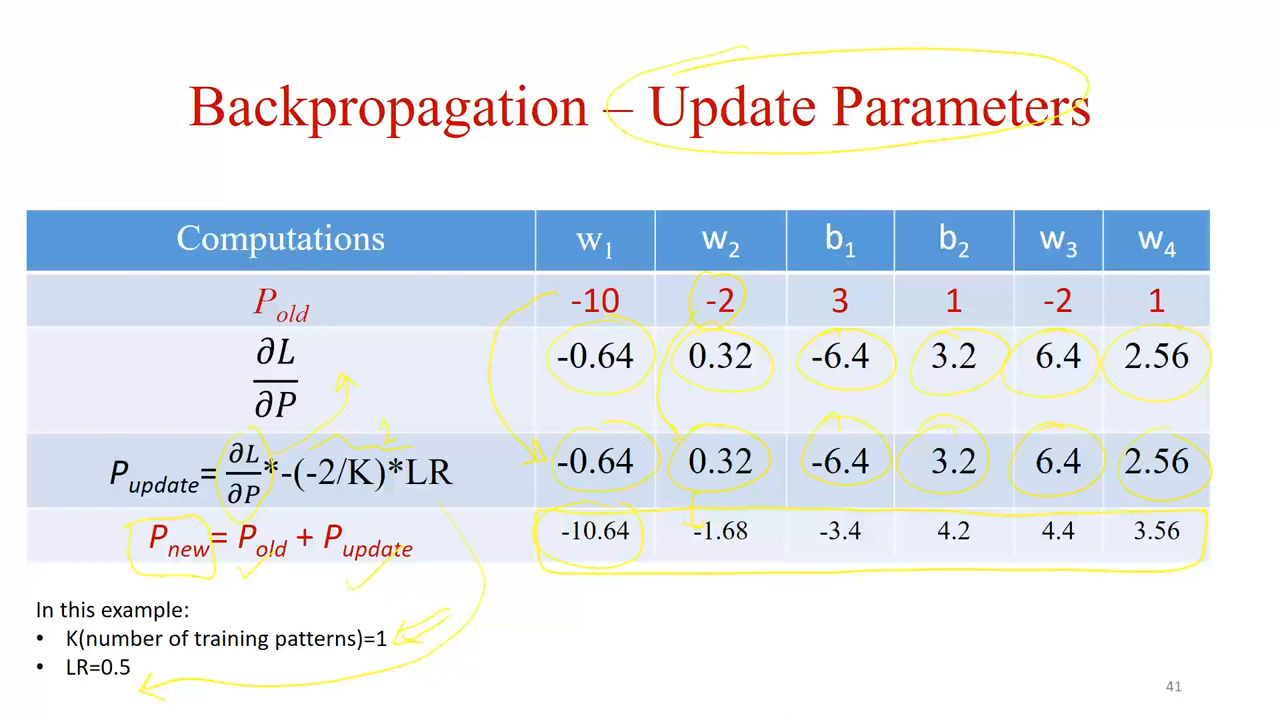 Backpropagation – Update Parameters
Computations w₁ w₂ b₁ b₂ w₃ w₄
P_old -10 -2 3 1 -2 1
∂L/∂P -0.64 0.32 -6.4 3.2 6.4 2.56
2
P_update= ∂L/∂P *-(-2/K)*LR -0.64 0.32 -6.4 3.2 6.4 2.56
P_new= P_old + P_update -10.64 -1.68 -3.4 4.2 4.4 3.56
In this example:
• K(number of training patterns)=1
• LR=0.5
41